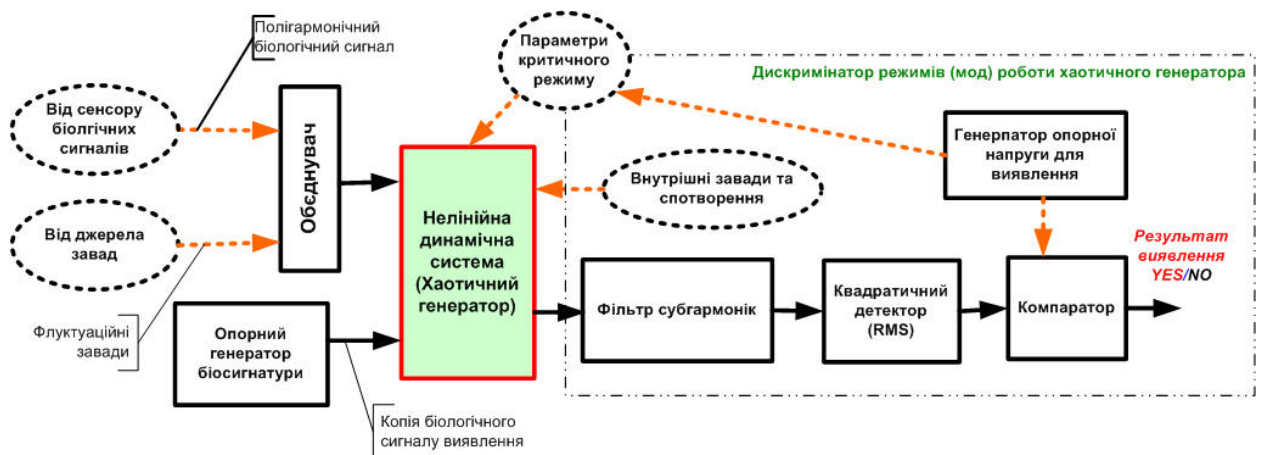 Полігармонічний
біологічний сигнал
Параметри
критичного
режиму
Дискримінатор режимів (мод) роботи хаотичного генератора
Від сенсору
біолгічних
сигналів
Обєднувач
Генерпатор опорної
напруги для
виявлення
Внутрішні завади та
спотворення
Нелінійна
динамічна
система
(Хаотичний
генератор)
Від джерела
завад
Результат
виявлення
YES/NO
Фільтр субгармонік
Квадратичний
детектор
(RMS)
Компаратор
Флуктуаційні
завади
Опорний
генератор
біосигнатури
Копія біологічного
сигналу виявлення